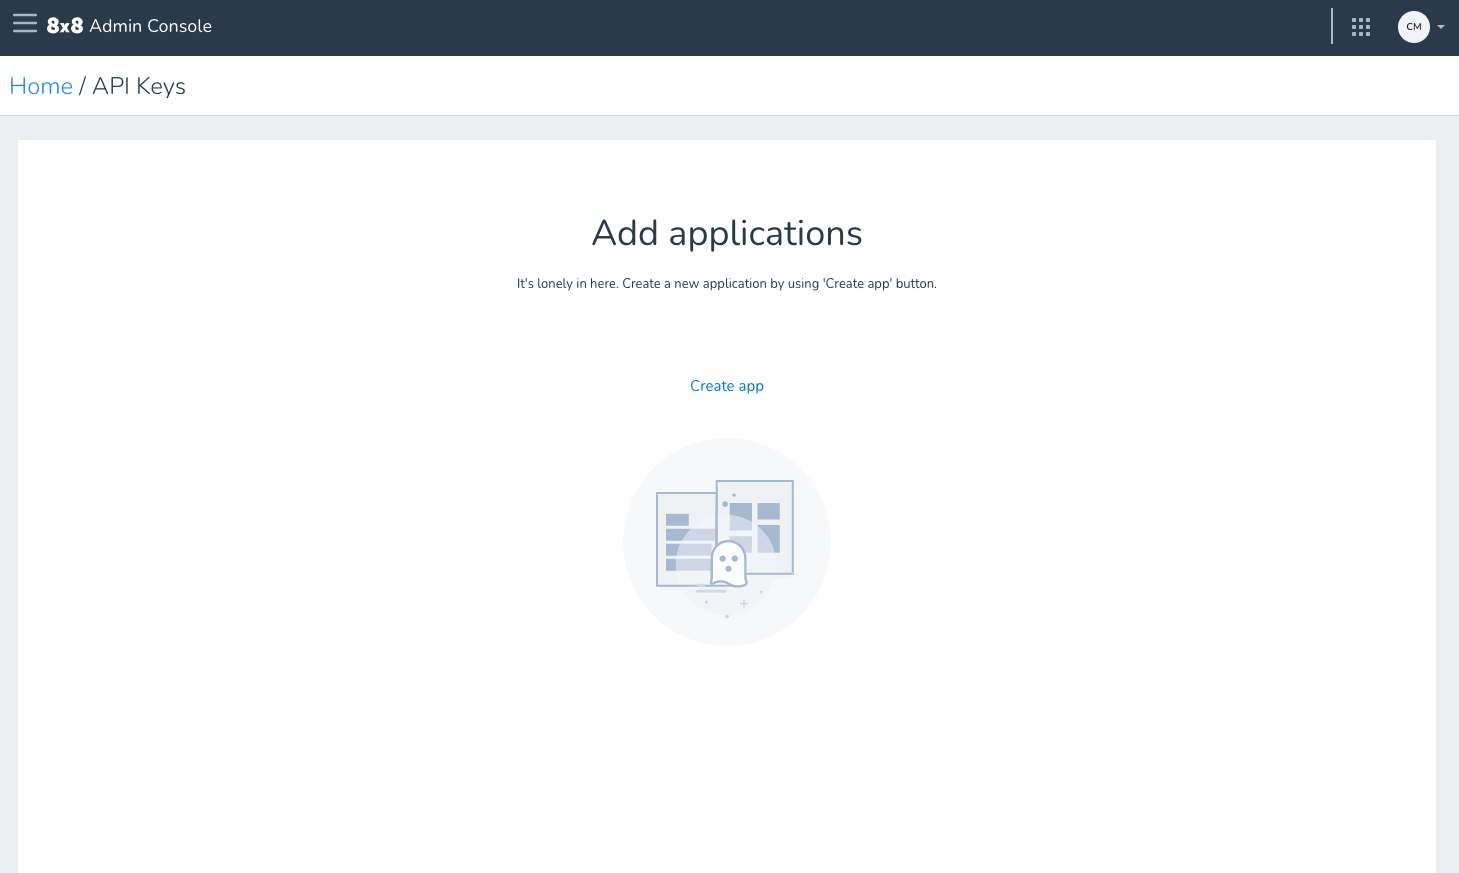 8x8 Admin Console
CM
Home / API Keys
Add applications
It's lonely in here. Create a new application by using 'Create app' button.
Create app